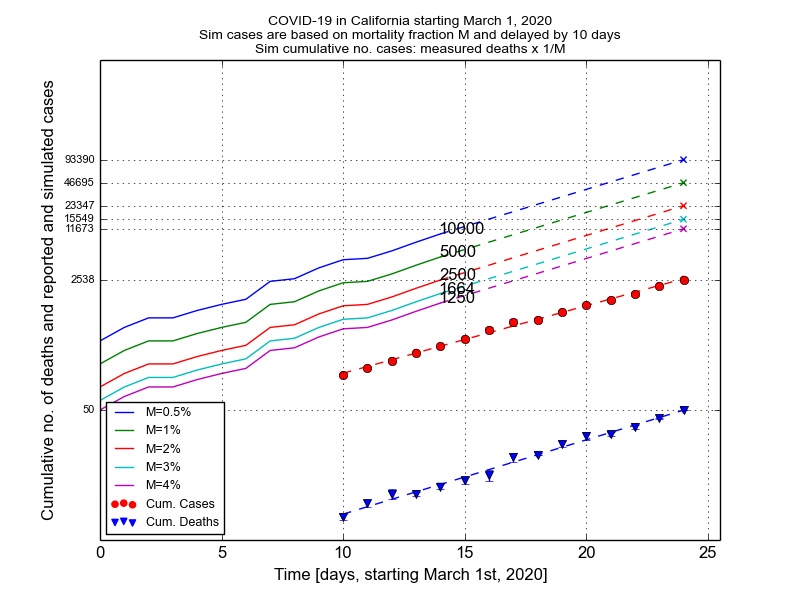 COVID-19 in California starting March 1, 2020
Sim cases are based on mortality fraction M and delayed by 10 days
Sim cumulative no. cases: measured deaths x 1/M
Cumulative no. of deaths and reported and simulated cases
93390
46695
23347
15549
11673
2538
50
10000
5000
2500
1664
1250
M=0.5%
M=1%
M=2%
M=3%
M=4%
Cum. Cases
Cum. Deaths
0 5 10 15 20 25
Time [days, starting March 1st, 2020]